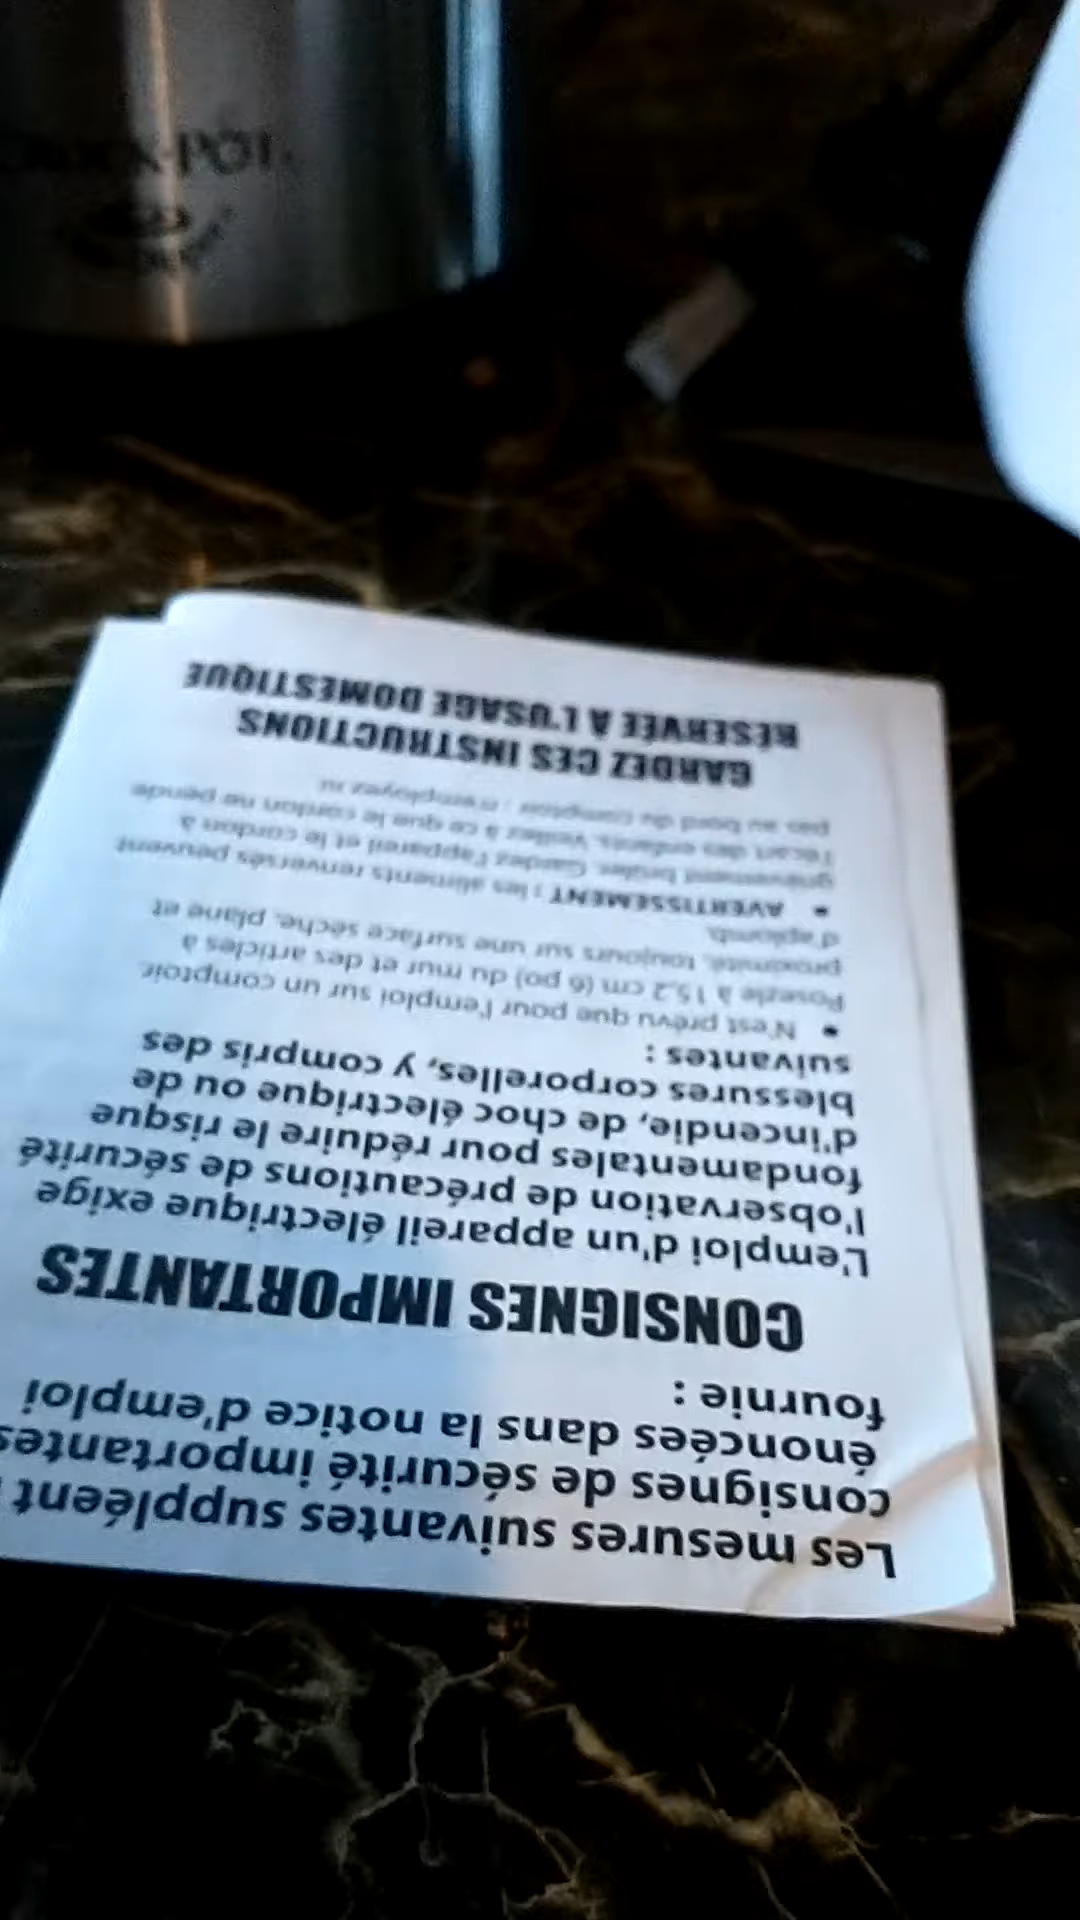 CROCK-POT
Les mesures suivantes suppléent
consignes de sécurité importantes
énoncées dans la notice d'emploi
fournie :
CONSIGNES IMPORTANTES
L'emploi d'un appareil électrique exige
l'observation de précautions de sécurité
fondamentales pour réduire le risque
d'incendie, de choc électrique ou de
blessures corporelles, y compris des
suivantes :
• N'est prévu que pour l'emploi sur un comptoir.
Posezle à 15,2 cm (6 po) du mur et des articles à
proximité, toujours sur une surface sèche, plane et
d'aplomb.
• AVERTISSEMENT : les aliments renversés peuvent
grièvement brûler. Gardez l'appareil et le cordon à
l'écart des enfants. Veillez à ce que le cordon ne pende
pas au bord du comptoir ; n'employez ni
GARDEZ CES INSTRUCTIONS
RÉSERVÉE À L'USAGE DOMESTIQUE